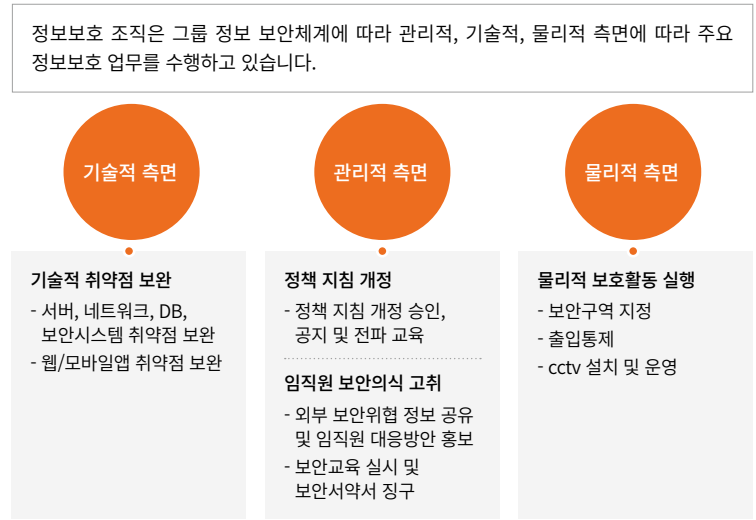 정보보호 조직은 그룹 정보 보안체계에 따라 관리적, 기술적, 물리적 측면에 따라 주요
정보보호 업무를 수행하고 있습니다.
기술적 측면
기술적 취약점 보완
- 서버, 네트워크, DB,
보안시스템 취약점 보완
- 웹/모바일앱 취약점 보완
관리적 측면
정책 지침 개정
- 정책 지침 개정 승인,
공지 및 전파 교육
임직원 보안의식 고취
- 외부 보안위협 정보 공유
및 임직원 대응방안 홍보
- 보안교육 실시 및
보안서약서 징구
물리적 측면
물리적 보호활동 실행
- 보안구역 지정
- 출입통제
- cctv 설치 및 운영